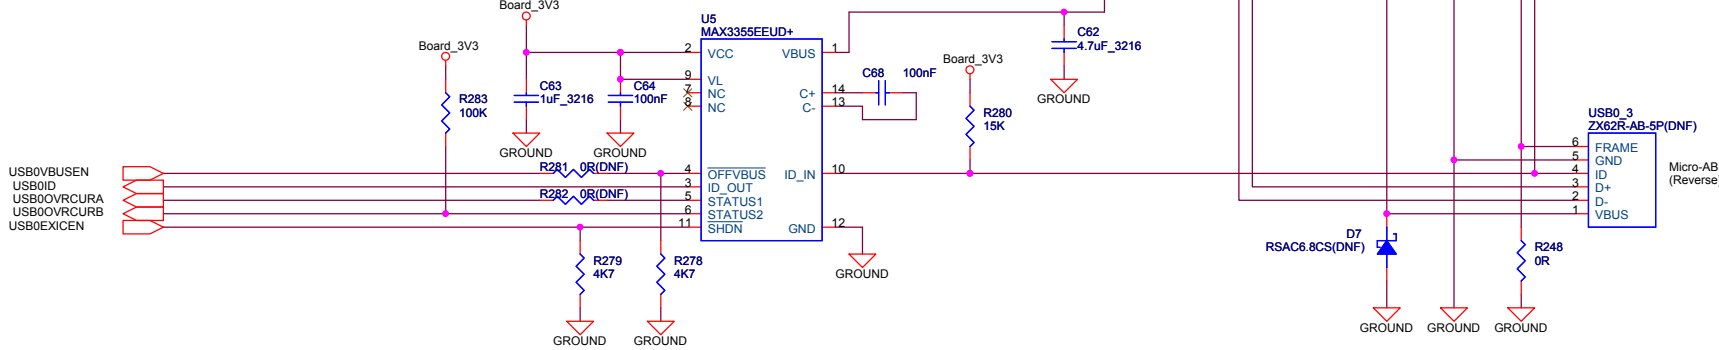 Board_3V3
Board_3V3
R283
100K
C63
1uF_3216
C64
100nF
GROUND
GROUND
U5
MAX3355EEUD+
2 VCC
VBUS 1
9 VL
7 NC
8 NC
C+ 14
C- 13
4 OFFVBUS
ID_IN 10
3 ID_OUT
5 STATUS1
6 STATUS2
11 SHDN
GND 12
C68 100nF
C62
4.7uF_3216
GROUND
Board_3V3
R280
15K
USB0VBUSEN
USB0ID
USB0OVRCURA
USB0OVRCURB
USB0EXICEN
R281 0R(DNF)
R282 0R(DNF)
R279
4K7
R278
4K7
GROUND
GROUND
GROUND
USB0_3
ZX62R-AB-5P(DNF)
6 FRAME
5 GND
4 ID
3 D+
2 D-
1 VBUS
Micro-AB
(Reverse)
D7
RSAC6.8CS(DNF)
R248
0R
GROUND
GROUND
GROUND